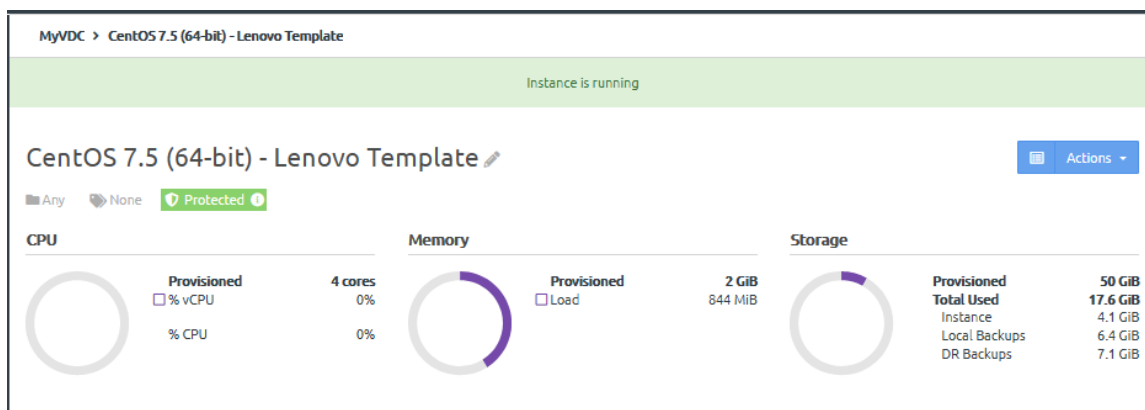 MyVDC > CentOS 7.5 (64-bit) - Lenovo Template
Instance is running
CentOS 7.5 (64-bit) - Lenovo Template
Actions
Any None Protected
CPU
Provisioned 4 cores
% vCPU 0%
% CPU 0%
Memory
Provisioned 2 GiB
Load 844 MiB
Storage
Provisioned 50 GiB
Total Used 17.6 GiB
Instance 4.1 GiB
Local Backups 6.4 GiB
DR Backups 7.1 GiB